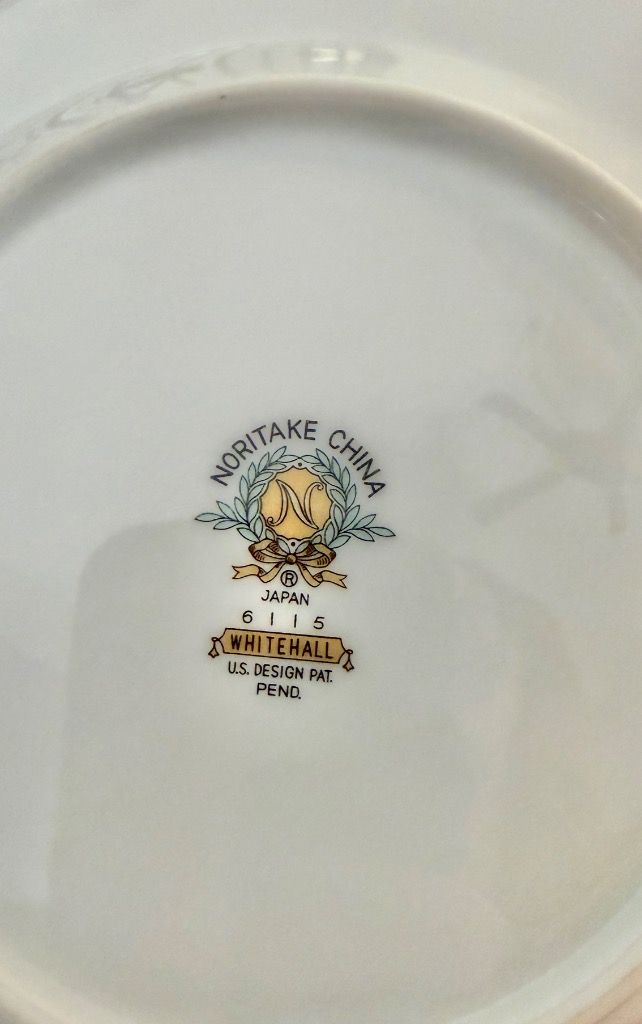 NORITAKE CHINA
N
®
JAPAN
6115
WHITEHALL
U.S. DESIGN PAT.
PEND.